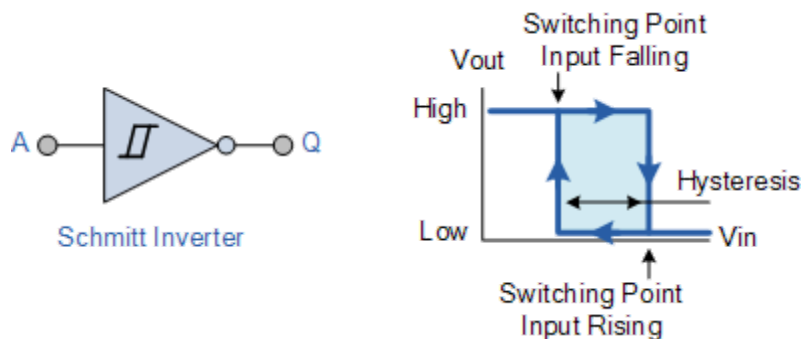 A
Q
Schmitt Inverter
Switching Point
Input Falling
Vout
High
Hysteresis
Low
Vin
Switching Point
Input Rising